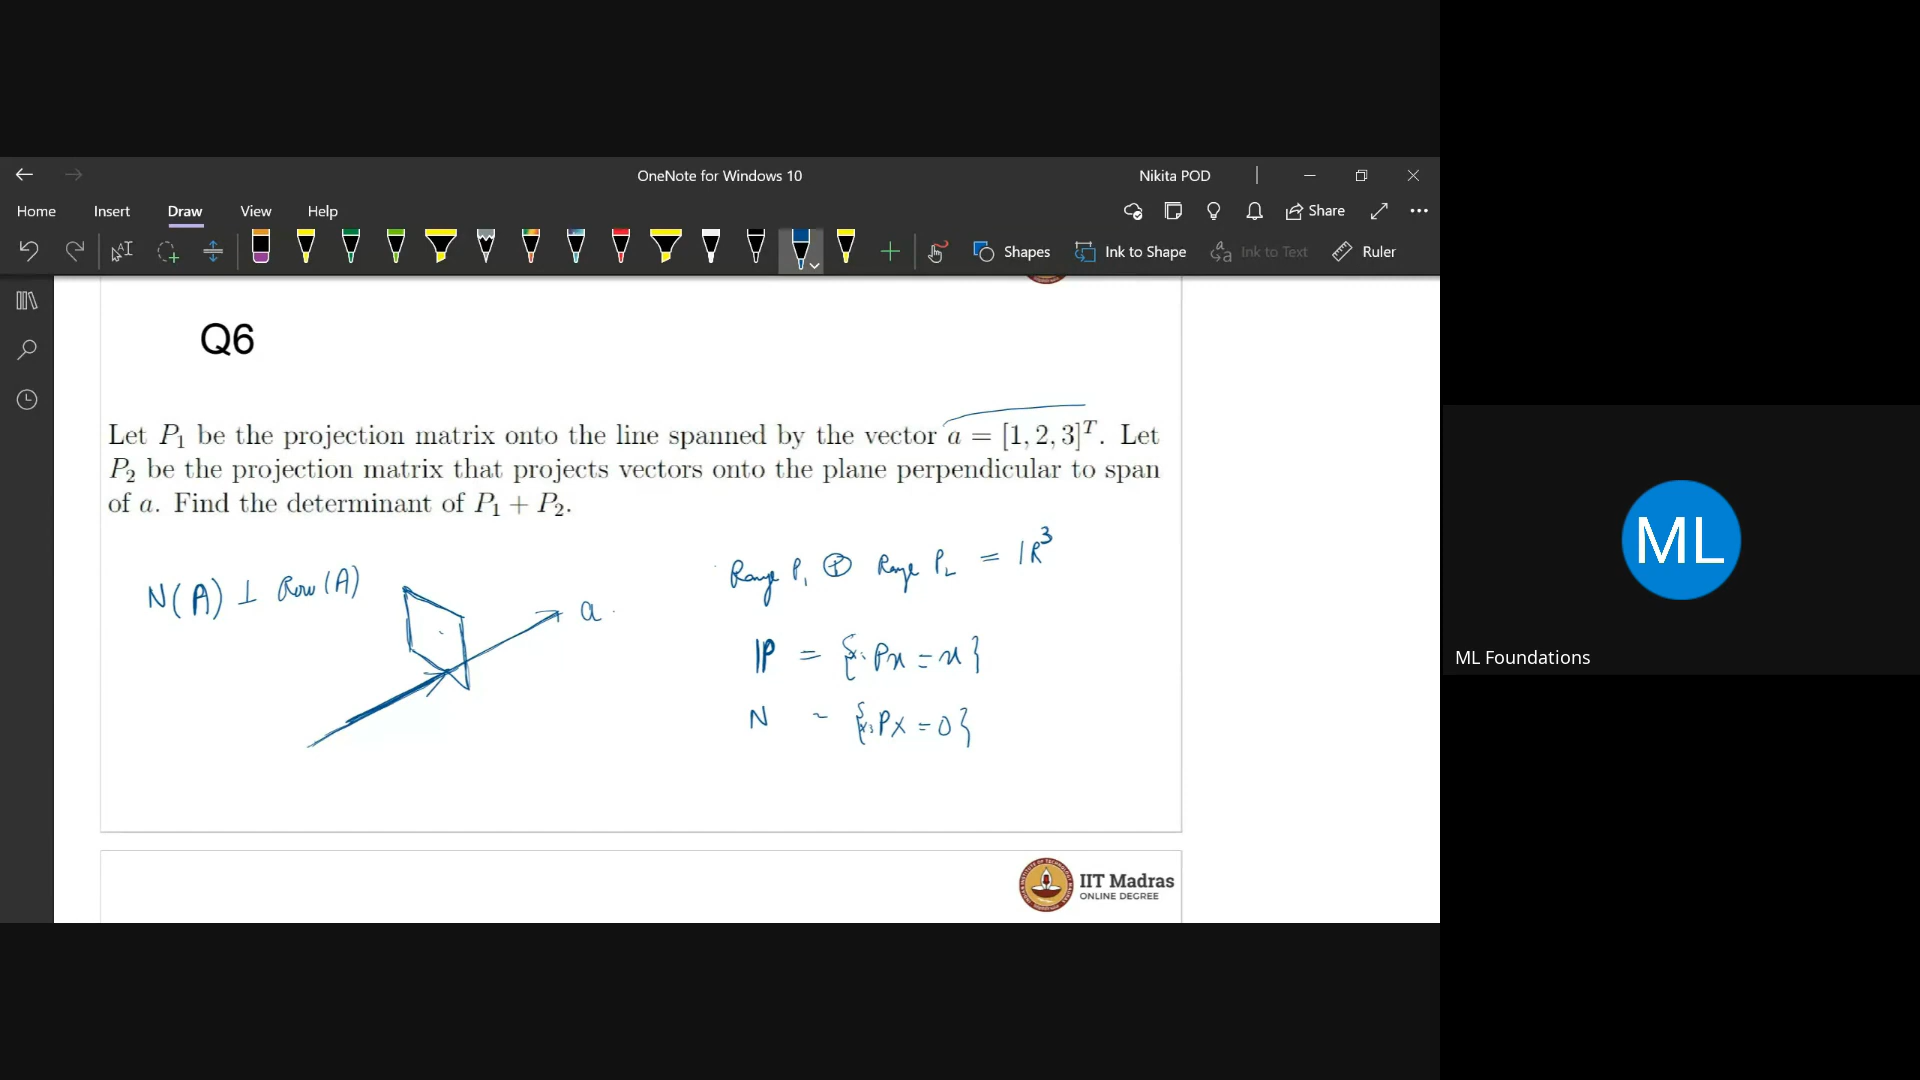 OneNote for Windows 10
Nikita POD
Home Insert Draw View Help
Share
Shapes
Ink to Shape
Ink to Text
Ruler
Q6
Let P₁ be the projection matrix onto the line spanned by the vector a = [1, 2, 3]ᵀ. Let
P₂ be the projection matrix that projects vectors onto the plane perpendicular to span
of a. Find the determinant of P₁ + P₂.
N(A) ⊥ Row(A)
a
Range P₁ ⊕ Range P₂ = ℝ³
ℙ = {x: Px = x}
N = {x: Px = 0}
IIT Madras
ONLINE DEGREE
ML
ML Foundations